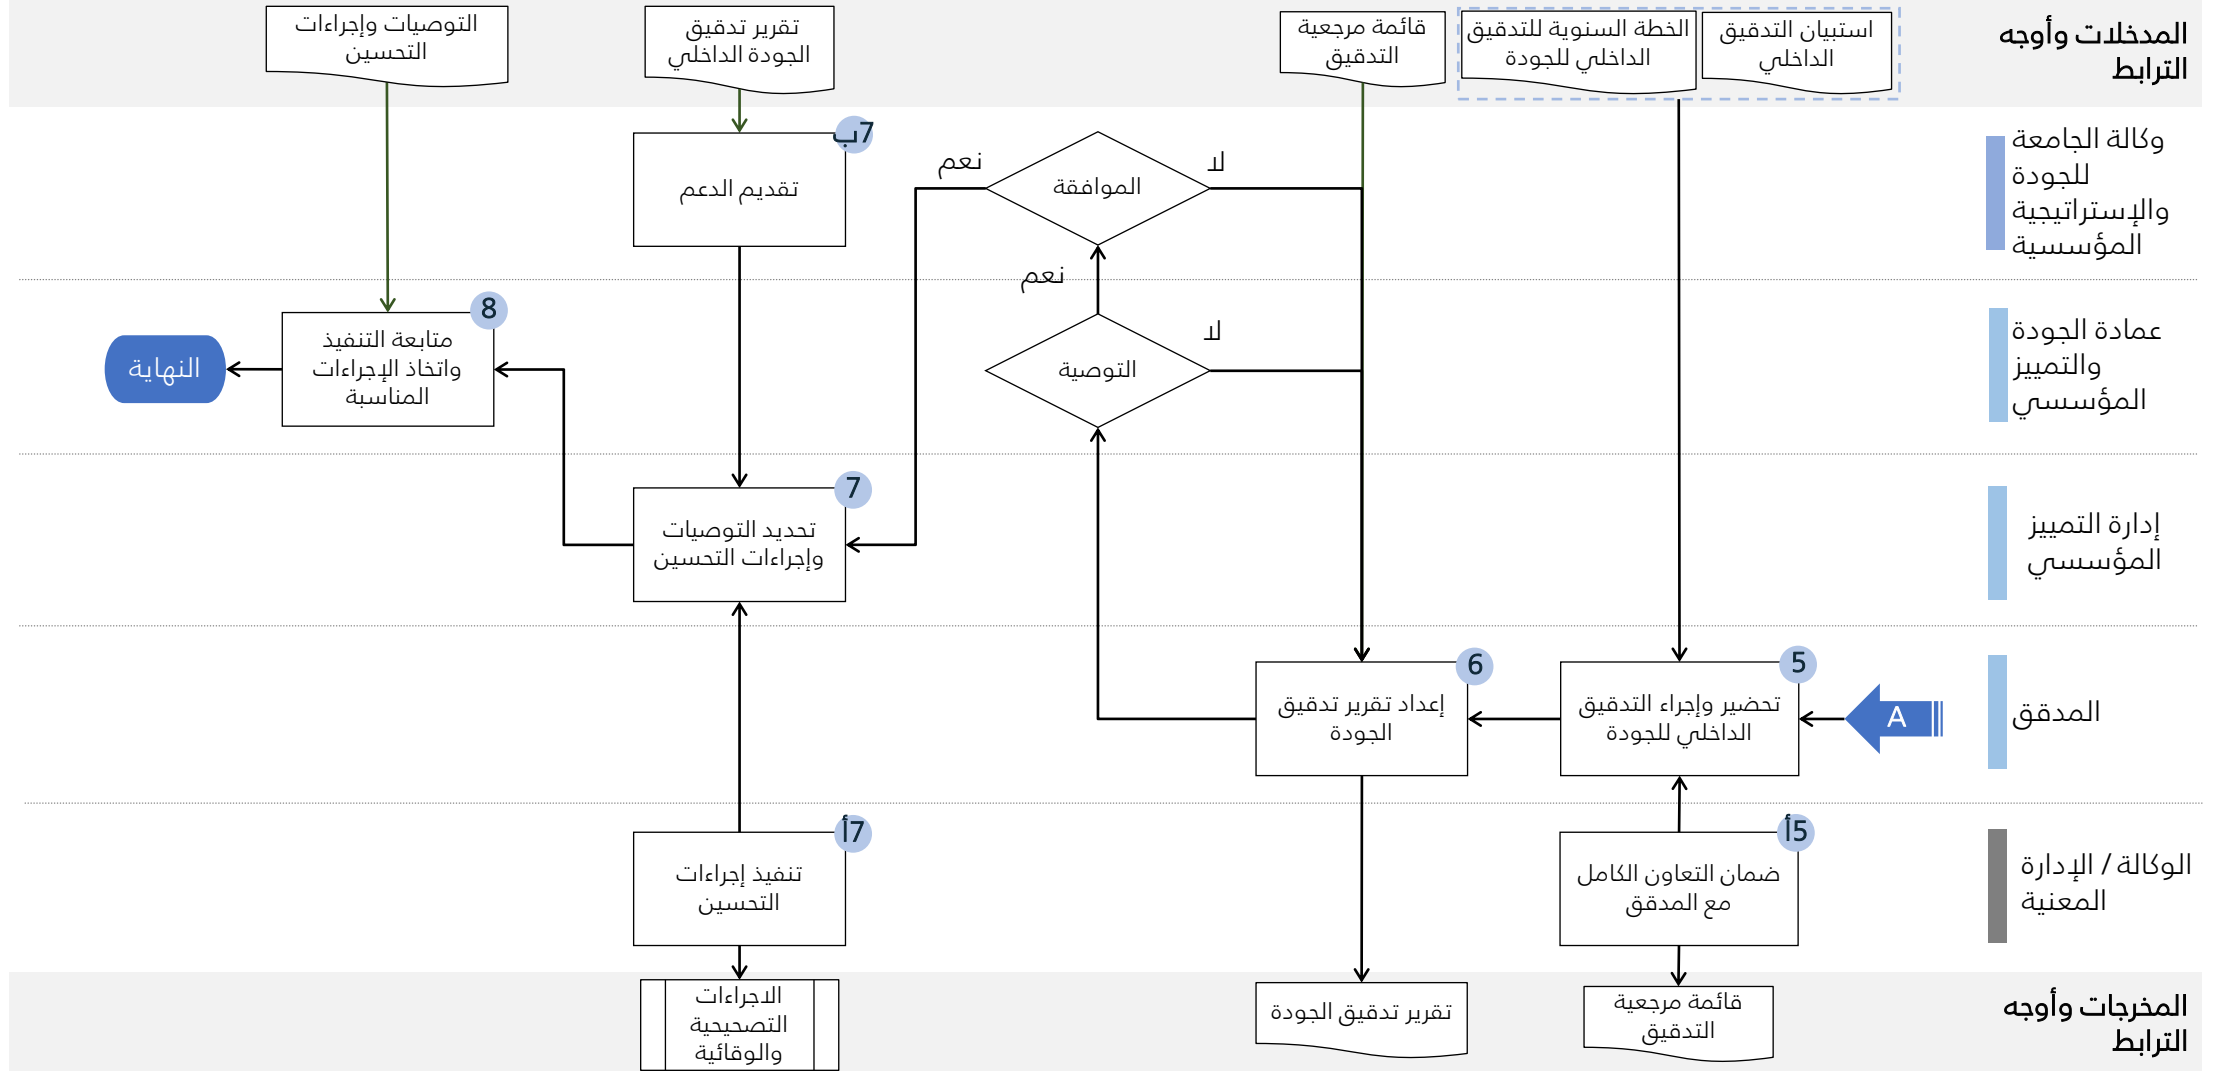 المدخلات وأوجه
الترابط
استبيان التدقيق
الداخلي
الخطة السنوية للتدقيق
الداخلي للجودة
قائمة مرجعية
التدقيق
تقرير تدقيق
الجودة الداخلي
التوصيات وإجراءات
التحسين
وكالة الجامعة
للجودة
والإستراتيجية
المؤسسية
لا
الموافقة
نعم
7ب
تقديم الدعم
عمادة الجودة
والتمييز
المؤسسي
نعم
لا
التوصية
8
متابعة التنفيذ
واتخاذ الإجراءات
المناسبة
النهاية
إدارة التمييز
المؤسسي
7
تحديد التوصيات
وإجراءات التحسين
المدقق
A
5
تحضير وإجراء التدقيق
الداخلي للجودة
6
إعداد تقرير تدقيق
الجودة
الوكالة / الإدارة
المعنية
5أ
ضمان التعاون الكامل
مع المدقق
7أ
تنفيذ إجراءات
التحسين
المخرجات وأوجه
الترابط
قائمة مرجعية
التدقيق
تقرير تدقيق الجودة
الاجراءات
التصحيحية
والوقائية